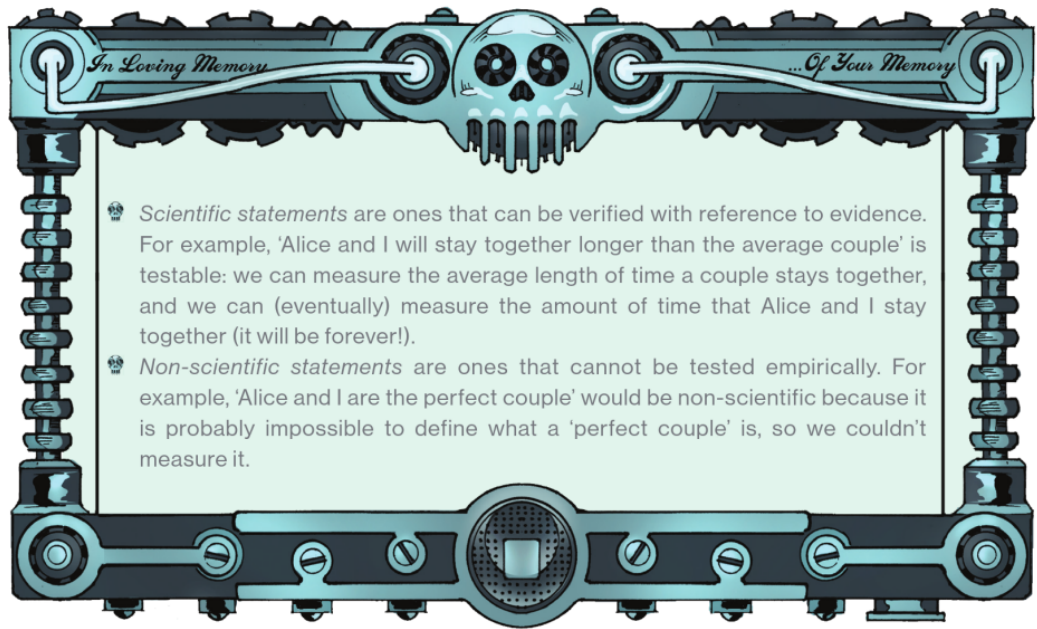 In Loving Memory
...Of Your Memory
Scientific statements are ones that can be verified with reference to evidence.
For example, ‘Alice and I will stay together longer than the average couple’ is
testable: we can measure the average length of time a couple stays together,
and we can (eventually) measure the amount of time that Alice and I stay
together (it will be forever!).
Non-scientific statements are ones that cannot be tested empirically. For
example, ‘Alice and I are the perfect couple’ would be non-scientific because it
is probably impossible to define what a ‘perfect couple’ is, so we couldn’t
measure it.